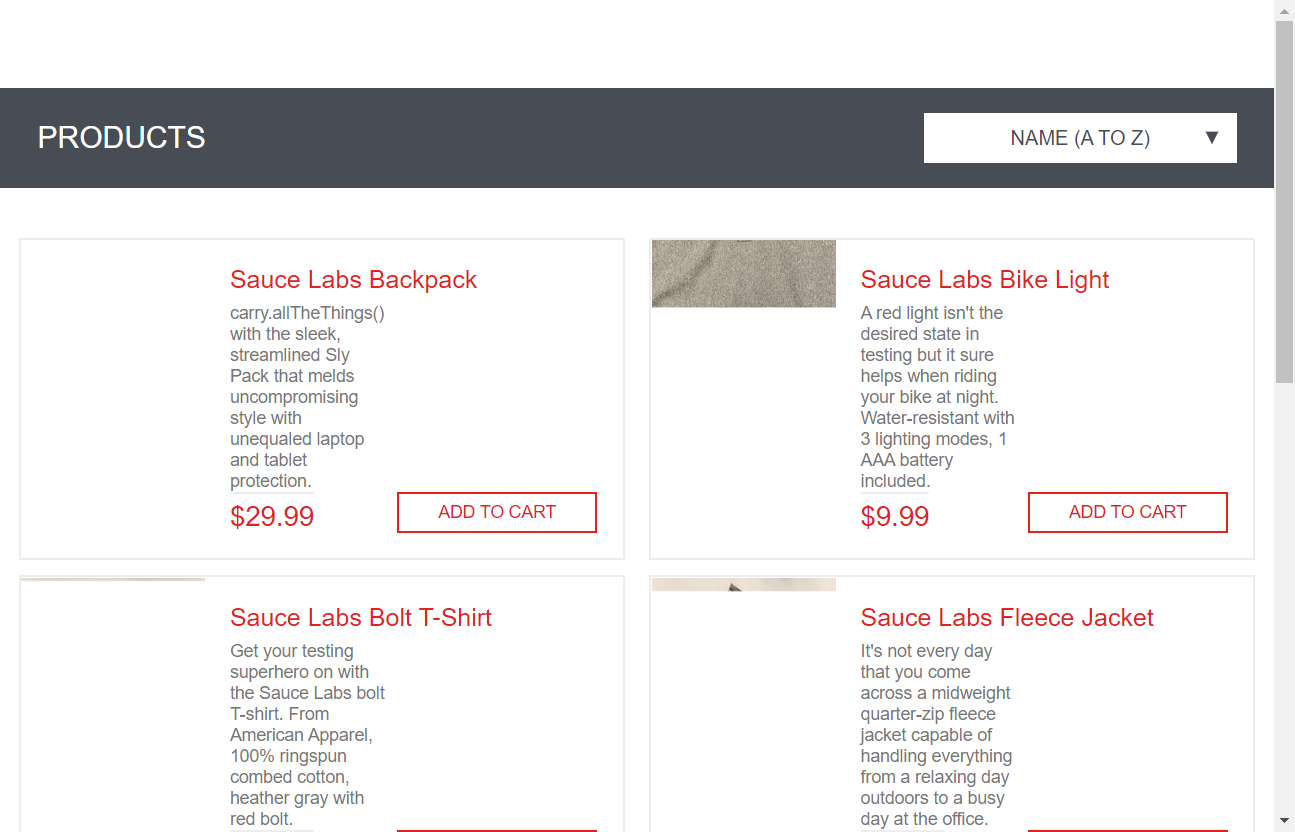 PRODUCTS
NAME (A TO Z) ▼
Sauce Labs Backpack
carry.allTheThings()
with the sleek,
streamlined Sly
Pack that melds
uncompromising
style with
unequaled laptop
and tablet
protection.
$29.99
ADD TO CART
Sauce Labs Bike Light
A red light isn't the
desired state in
testing but it sure
helps when riding
your bike at night.
Water-resistant with
3 lighting modes, 1
AAA battery
included.
$9.99
ADD TO CART
Sauce Labs Bolt T-Shirt
Get your testing
superhero on with
the Sauce Labs bolt
T-shirt. From
American Apparel,
100% ringspun
combed cotton,
heather gray with
red bolt.
Sauce Labs Fleece Jacket
It's not every day
that you come
across a midweight
quarter-zip fleece
jacket capable of
handling everything
from a relaxing day
outdoors to a busy
day at the office.